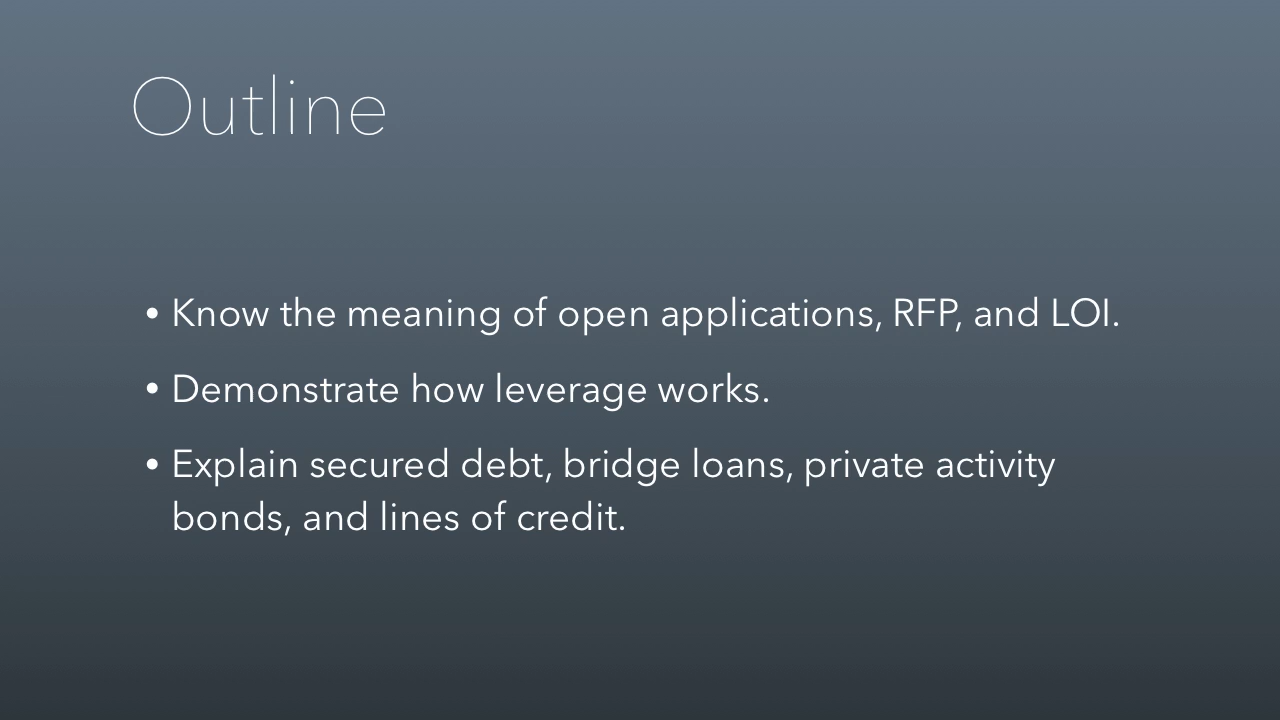 Outline
• Know the meaning of open applications, RFP, and LOI.
• Demonstrate how leverage works.
• Explain secured debt, bridge loans, private activity
bonds, and lines of credit.